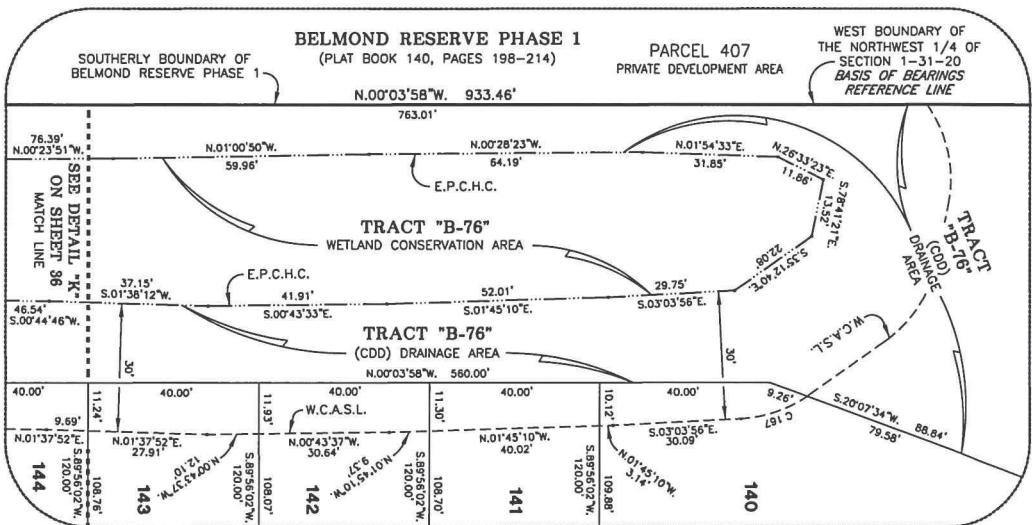 BELMOND RESERVE PHASE 1
(PLAT BOOK 140, PAGES 198-214)
SOUTHERLY BOUNDARY OF
BELMOND RESERVE PHASE 1
PARCEL 407
PRIVATE DEVELOPMENT AREA
WEST BOUNDARY OF
THE NORTHWEST 1/4 OF
SECTION 1-31-20
BASIS OF BEARINGS
REFERENCE LINE
N.00°03'58"W. 933.46'
763.01'
76.39'
N.00°23'51"W.
N.01°00'50"W.
59.96'
N.00°28'23"W.
64.19'
N.01°54'33"E.
31.85'
N.26°33'23"E.
11.86'
S.78°41'21"E.
13.52'
S.35°12'40"E.
22.08'
E.P.C.H.C.
SEE DETAIL "K"
ON SHEET 36
MATCH LINE
TRACT "B-76"
WETLAND CONSERVATION AREA
TRACT
"B-76"
(CDD)
DRAINAGE
AREA
E.P.C.H.C.
37.15'
S.01°38'12"W.
41.91'
S.00°43'33"E.
52.01'
S.01°45'10"E.
29.75'
S.03°03'56"E.
46.54'
S.00°44'46"W.
TRACT "B-76"
(CDD) DRAINAGE AREA
30'
30'
W.C.A.S.L.
N.00°03'58"W. 560.00'
40.00'
40.00'
40.00'
40.00'
40.00'
11.24'
11.93'
11.30'
10.12'
9.26'
C167
S.20°07'34"W.
79.58'
88.84'
W.C.A.S.L.
9.69'
N.01°37'52"E.
N.01°37'52"E.
27.91'
N.00°43'37"W.
12.10'
N.00°43'37"W.
30.64'
N.01°45'10"W.
9.37'
N.01°45'10"W.
40.02'
N.01°45'10"W.
3.14'
S.03°03'56"E.
30.09'
S.89°56'02"W.
120.00'
108.76'
S.89°56'02"W.
120.00'
108.07'
S.89°56'02"W.
120.00'
108.70'
S.89°56'02"W.
120.00'
109.88'
144
143
142
141
140